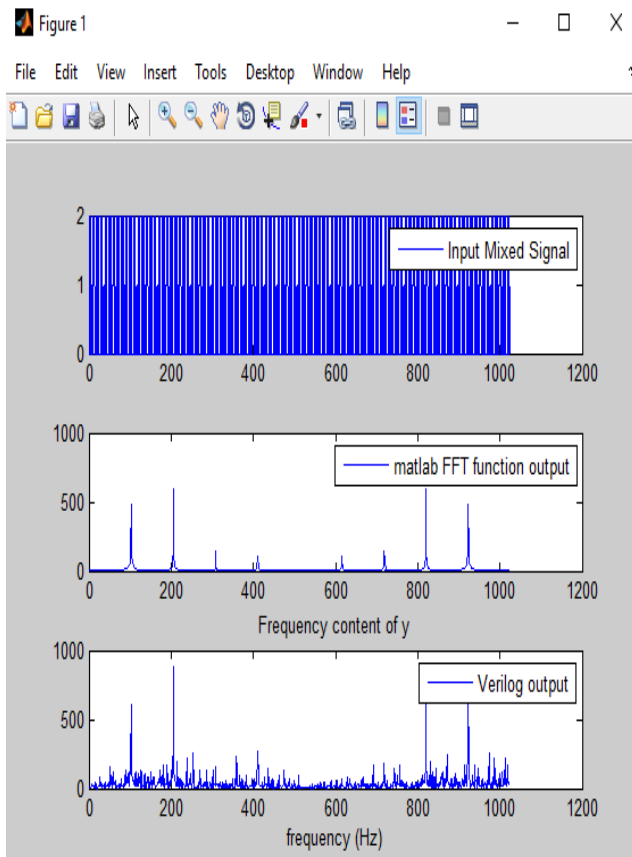 Figure 1
File Edit View Insert Tools Desktop Window Help
2
1
0
Input Mixed Signal
0 200 400 600 800 1000 1200
1000
500
0
matlab FFT function output
0 200 400 600 800 1000 1200
Frequency content of y
1000
500
0
Verilog output
0 200 400 600 800 1000 1200
frequency (Hz)